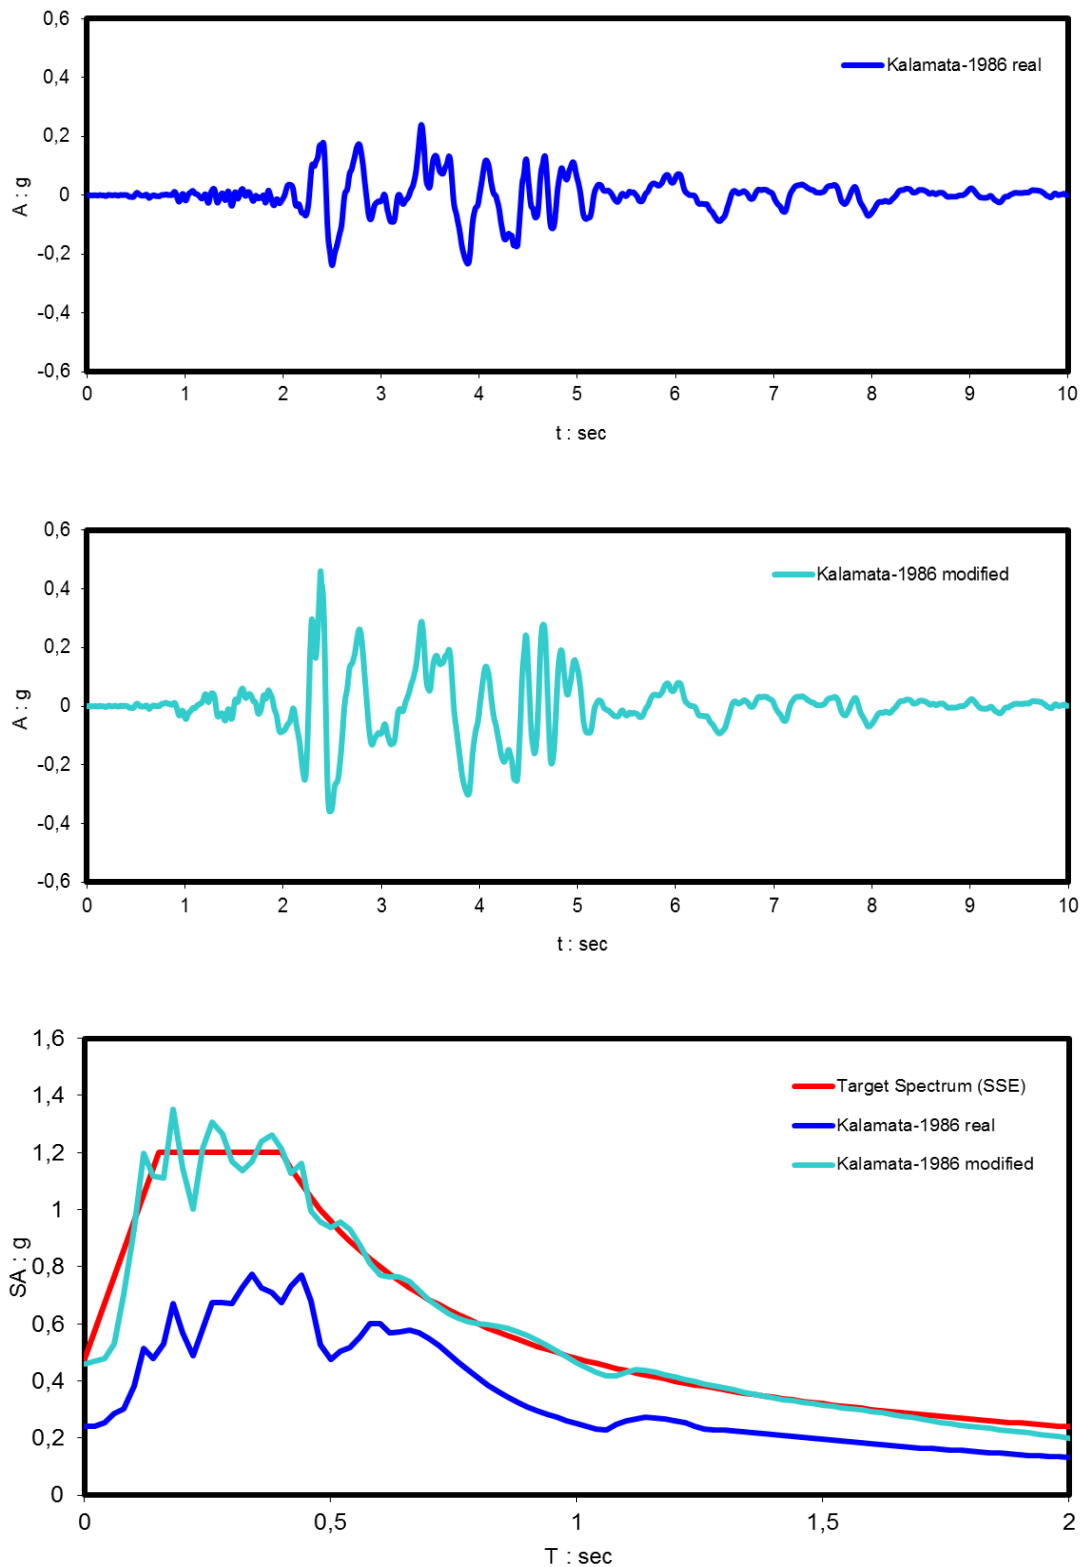 0,6
Kalamata-1986 real
0,4
0,2
A : g
0
-0,2
-0,4
-0,6
0 1 2 3 4 5 6 7 8 9 10
t : sec
0,6
Kalamata-1986 modified
0,4
0,2
A : g
0
-0,2
-0,4
-0,6
0 1 2 3 4 5 6 7 8 9 10
t : sec
1,6
1,4
Target Spectrum (SSE)
Kalamata-1986 real
Kalamata-1986 modified
1,2
1
SA : g
0,8
0,6
0,4
0,2
0
0 0,5 1 1,5 2
T : sec